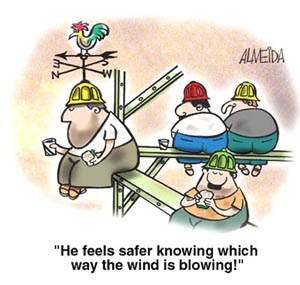 ALMEIDA
E
N
S
W
"He feels safer knowing which
way the wind is blowing!"